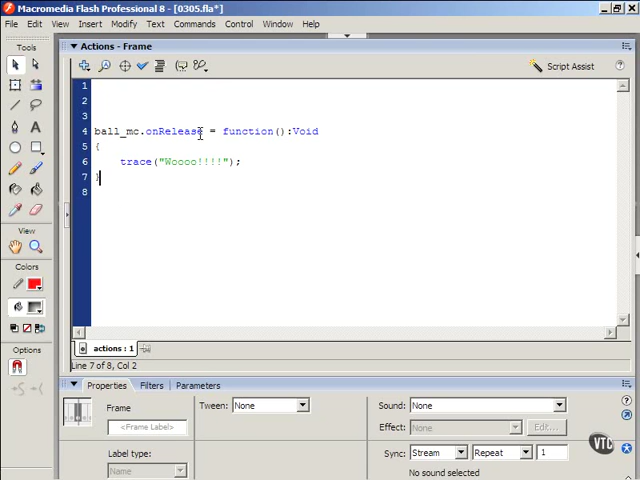 Macromedia Flash Professional 8 - [0305.fla*]
File Edit View Insert Modify Text Commands Control Window Help
Tools
View
Colors
Options
Actions - Frame
Script Assist
1
2
3
4 ball_mc.onRelease = function():Void
5 {
6 trace("Woooo!!!!");
7 }
8
actions : 1
Line 7 of 8, Col 2
Properties Filters Parameters
Frame
<Frame Label>
Label type:
Name
Tween: None
Sound: None
Effect: None Edit...
Sync: Stream Repeat 1
No sound selected
VTC